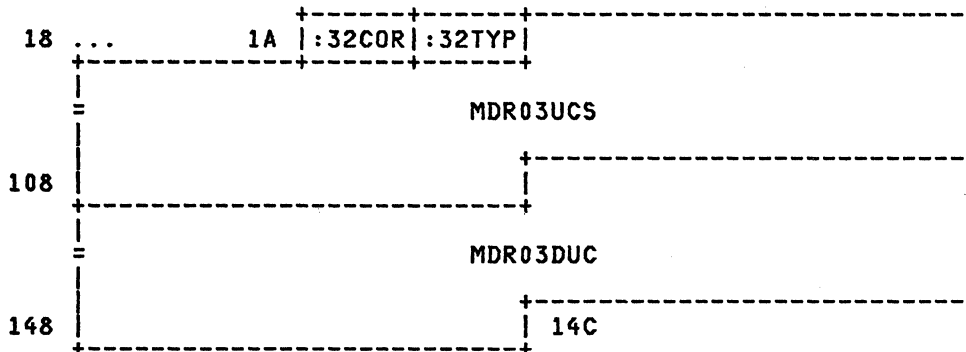 18 ... 1A |:32COR|:32TYP|
= MDR03UCS
108
= MDR03DUC
148 14C